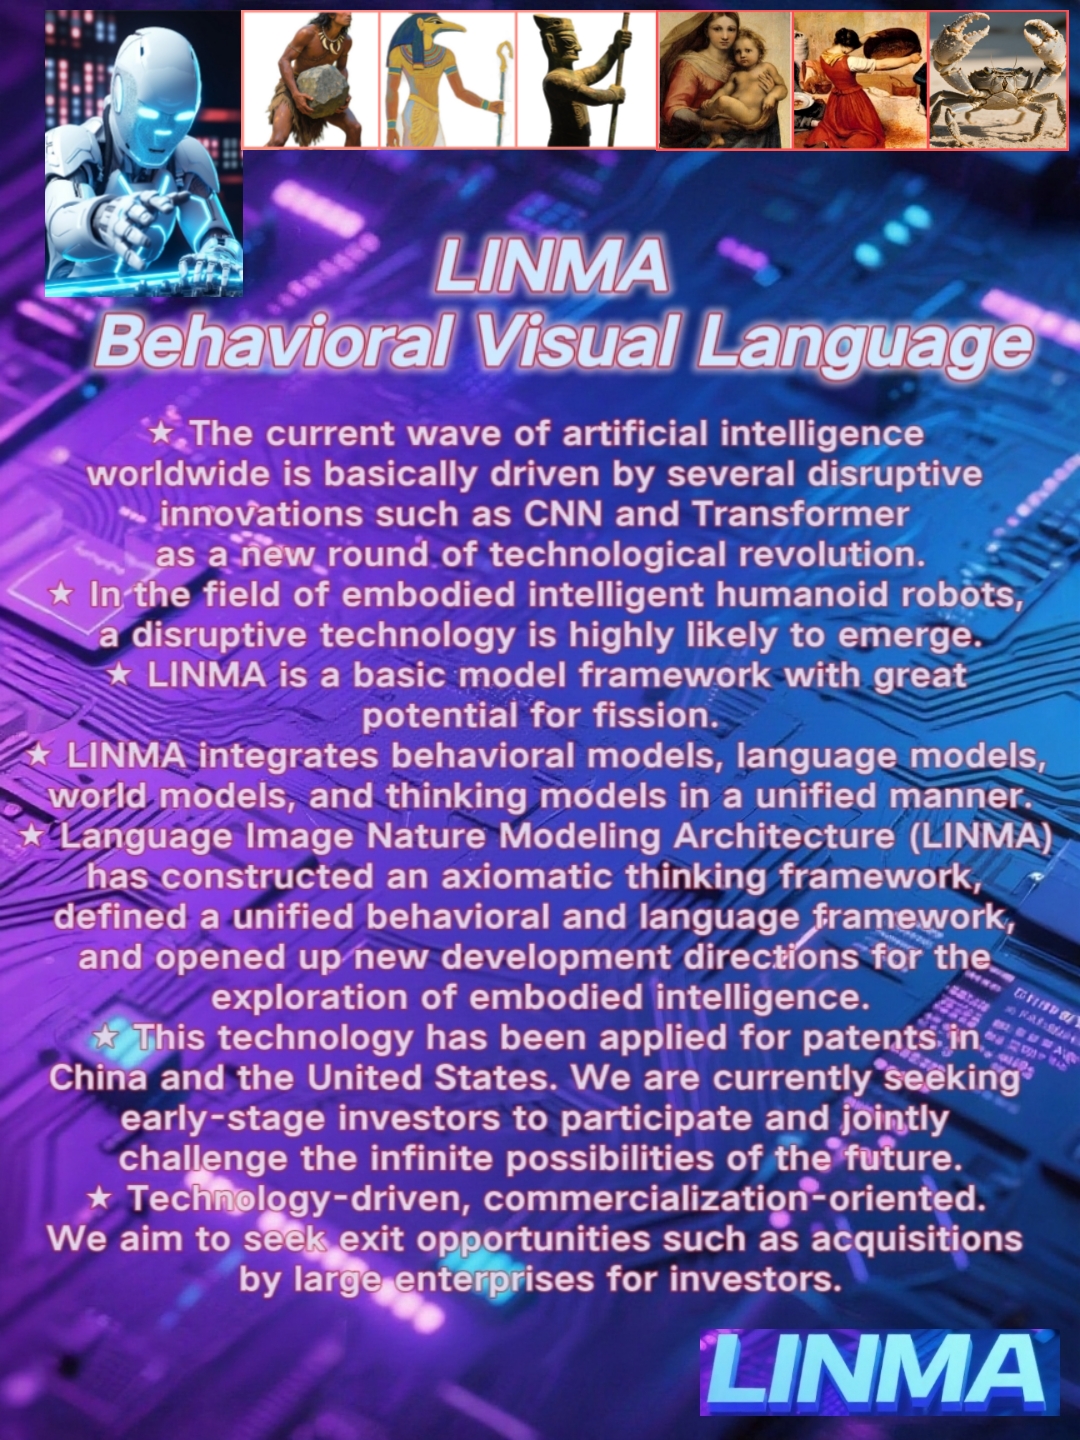 LINMA
Behavioral Visual Language
★ The current wave of artificial intelligence
worldwide is basically driven by several disruptive
innovations such as CNN and Transformer
as a new round of technological revolution.
★ In the field of embodied intelligent humanoid robots,
a disruptive technology is highly likely to emerge.
★ LINMA is a basic model framework with great
potential for fission.
★ LINMA integrates behavioral models, language models,
world models, and thinking models in a unified manner.
★ Language Image Nature Modeling Architecture (LINMA)
has constructed an axiomatic thinking framework,
defined a unified behavioral and language framework,
and opened up new development directions for the
exploration of embodied intelligence.
★ This technology has been applied for patents in
China and the United States. We are currently seeking
early-stage investors to participate and jointly
challenge the infinite possibilities of the future.
★ Technology-driven, commercialization-oriented.
We aim to seek exit opportunities such as acquisitions
by large enterprises for investors.
LINMA